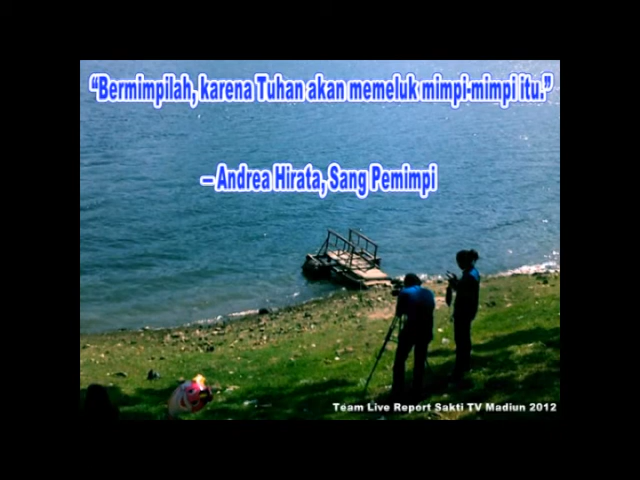 “Bermimpilah, karena Tuhan akan memeluk mimpi-mimpi itu.”
– Andrea Hirata, Sang Pemimpi
Team Live Report Sakti TV Madiun 2012